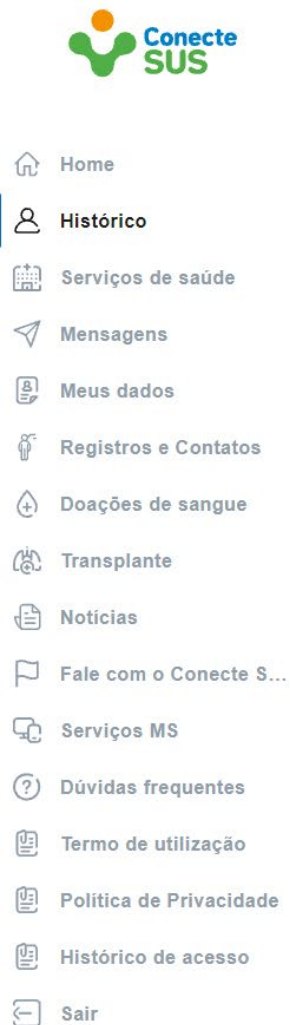 Conecte
SUS
Home
Histórico
Serviços de saúde
Mensagens
Meus dados
Registros e Contatos
Doações de sangue
Transplante
Notícias
Fale com o Conecte S...
Serviços MS
Dúvidas frequentes
Termo de utilização
Política de Privacidade
Histórico de acesso
Sair